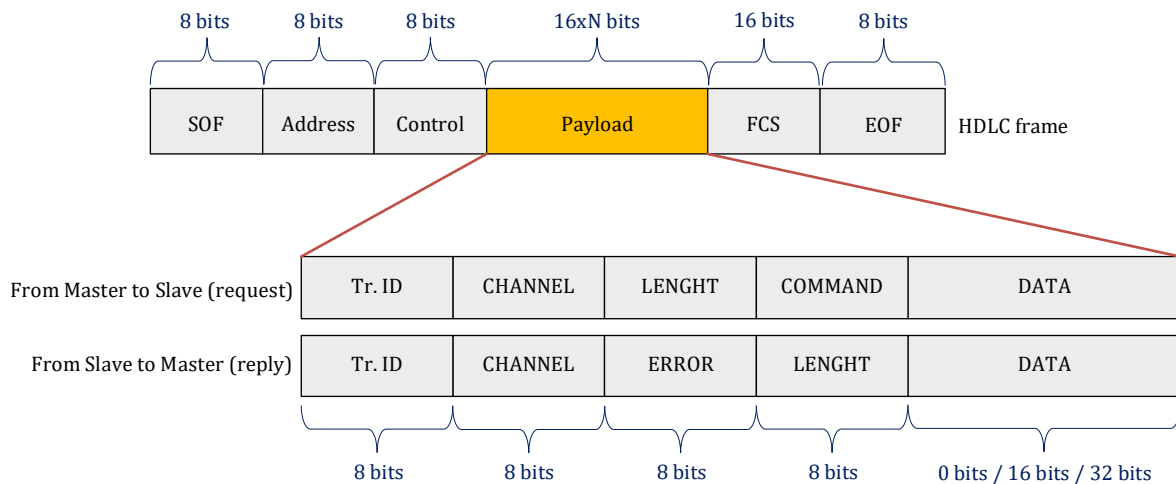 8 bits 8 bits 8 bits 16xN bits 16 bits 8 bits
SOF Address Control Payload FCS EOF HDLC frame
From Master to Slave (request) Tr. ID CHANNEL LENGHT COMMAND DATA
From Slave to Master (reply) Tr. ID CHANNEL ERROR LENGHT DATA
8 bits 8 bits 8 bits 8 bits 0 bits / 16 bits / 32 bits